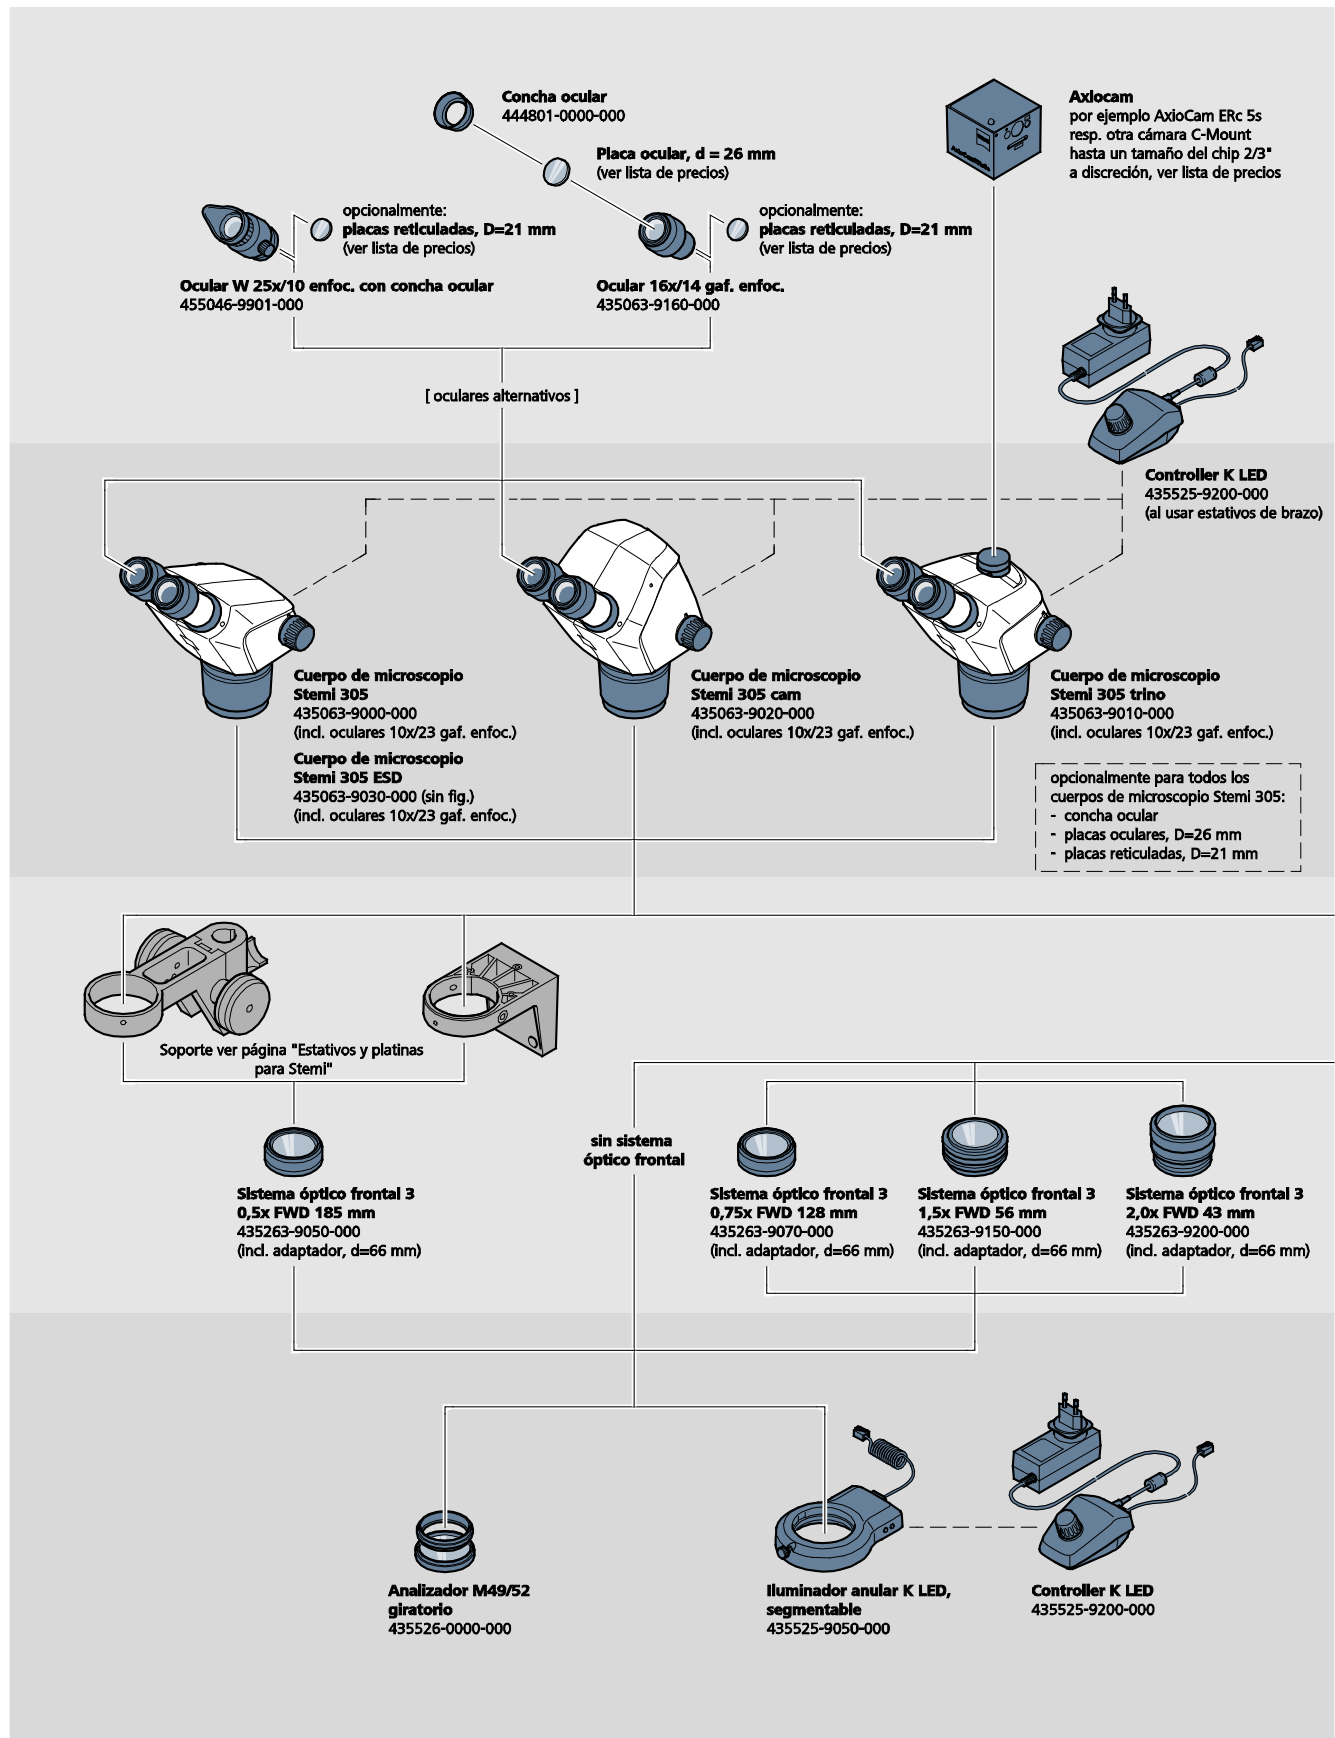 Concha ocular
444801-0000-000
Placa ocular, d = 26 mm
(ver lista de precios)
Axiocam
por ejemplo AxioCam ERc 5s
resp. otra cámara C-Mount
hasta un tamaño del chip 2/3"
a discreción, ver lista de precios
opcionalmente:
placas reticuladas, D=21 mm
(ver lista de precios)
opcionalmente:
placas reticuladas, D=21 mm
(ver lista de precios)
Ocular W 25x/10 enfoc. con concha ocular
455046-9901-000
Ocular 16x/14 gaf. enfoc.
435063-9160-000
[ oculares alternativos ]
Controller K LED
435525-9200-000
(al usar estativos de brazo)
Cuerpo de microscopio
Stemi 305
435063-9000-000
(incl. oculares 10x/23 gaf. enfoc.)
Cuerpo de microscopio
Stemi 305 ESD
435063-9030-000 (sin fig.)
(incl. oculares 10x/23 gaf. enfoc.)
Cuerpo de microscopio
Stemi 305 cam
435063-9020-000
(incl. oculares 10x/23 gaf. enfoc.)
Cuerpo de microscopio
Stemi 305 trino
435063-9010-000
(incl. oculares 10x/23 gaf. enfoc.)
opcionalmente para todos los
cuerpos de microscopio Stemi 305:
- concha ocular
- placas oculares, D=26 mm
- placas reticuladas, D=21 mm
Soporte ver página "Estativos y platinas
para Stemi"
sin sistema
óptico frontal
Sistema óptico frontal 3
0,5x FWD 185 mm
435263-9050-000
(incl. adaptador, d=66 mm)
Sistema óptico frontal 3
0,75x FWD 128 mm
435263-9070-000
(incl. adaptador, d=66 mm)
Sistema óptico frontal 3
1,5x FWD 56 mm
435263-9150-000
(incl. adaptador, d=66 mm)
Sistema óptico frontal 3
2,0x FWD 43 mm
435263-9200-000
(incl. adaptador, d=66 mm)
Analizador M49/52
giratorio
435526-0000-000
Iluminador anular K LED,
segmentable
435525-9050-000
Controller K LED
435525-9200-000